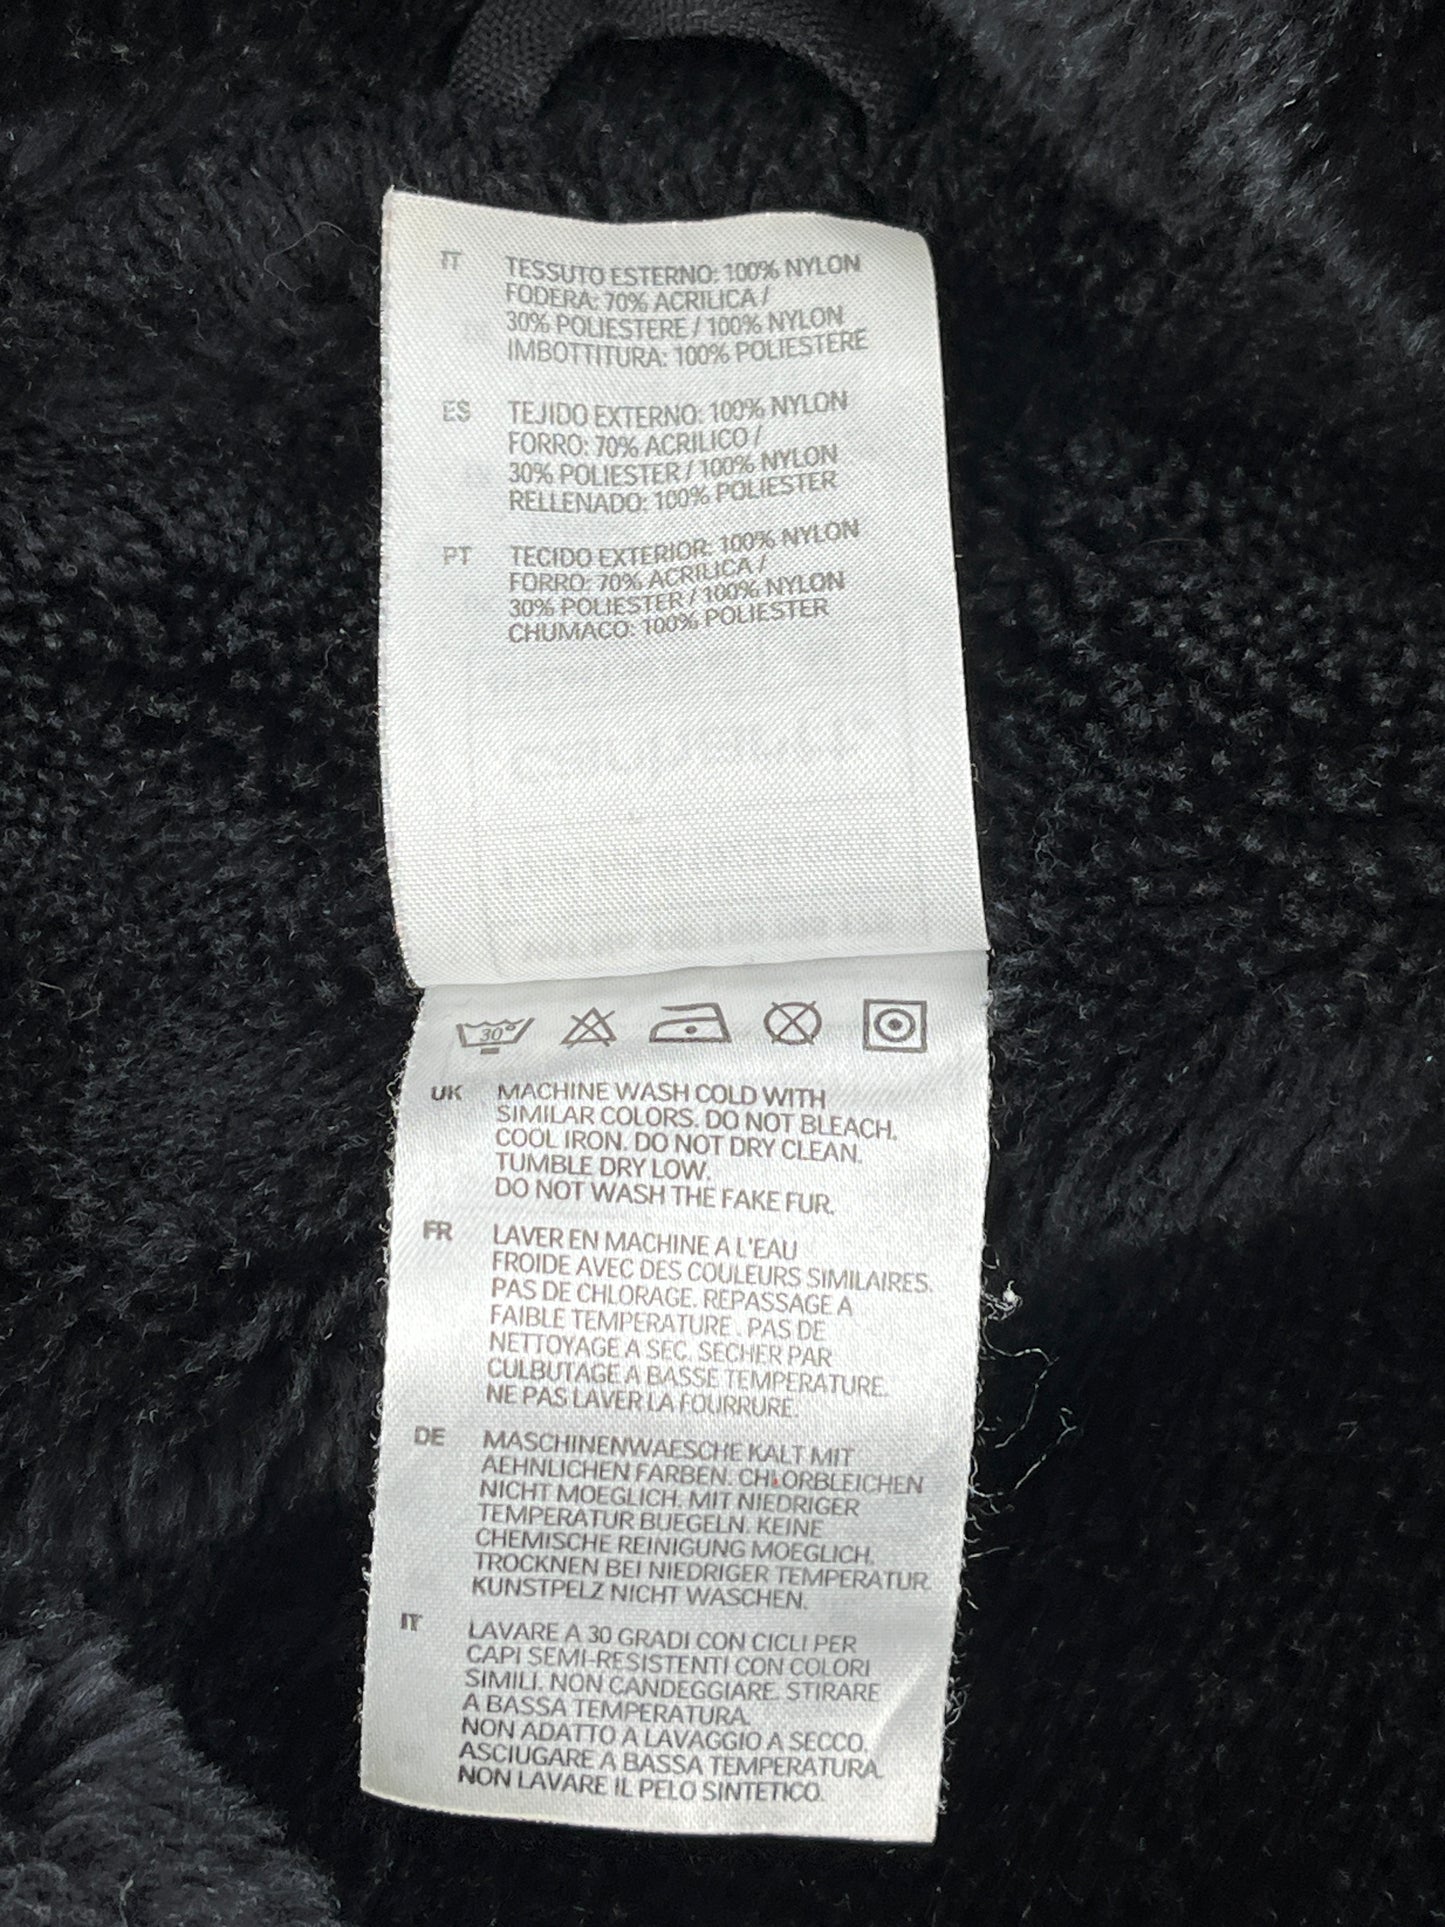 IT TESSUTO ESTERNO: 100% NYLON
FODERA: 70% ACRILICA /
30% POLIESTERE / 100% NYLON
IMBOTTITURA: 100% POLIESTERE
ES TEJIDO EXTERNO: 100% NYLON
FORRO: 70% ACRILICO /
30% POLIESTER / 100% NYLON
RELLENADO: 100% POLIESTER
PT TECIDO EXTERIOR: 100% NYLON
FORRO: 70% ACRILICA /
30% POLIESTER / 100% NYLON
CHUMACO: 100% POLIESTER
30°
UK MACHINE WASH COLD WITH
SIMILAR COLORS. DO NOT BLEACH.
COOL IRON. DO NOT DRY CLEAN.
TUMBLE DRY LOW.
DO NOT WASH THE FAKE FUR.
FR LAVER EN MACHINE A L'EAU
FROIDE AVEC DES COULEURS SIMILAIRES.
PAS DE CHLORAGE. REPASSAGE A
FAIBLE TEMPERATURE. PAS DE
NETTOYAGE A SEC. SECHER PAR
CULBUTAGE A BASSE TEMPERATURE.
NE PAS LAVER LA FOURRURE.
DE MASCHINENWAESCHE KALT MIT
AEHNLICHEN FARBEN. CHLORBLEICHEN
NICHT MOEGLICH. MIT NIEDRIGER
TEMPERATUR BUEGELN. KEINE
CHEMISCHE REINIGUNG MOEGLICH.
TROCKNEN BEI NIEDRIGER TEMPERATUR.
KUNSTPELZ NICHT WASCHEN.
IT LAVARE A 30 GRADI CON CICLI PER
CAPI SEMI-RESISTENTI CON COLORI
SIMILI. NON CANDEGGIARE. STIRARE
A BASSA TEMPERATURA.
NON ADATTO A LAVAGGIO A SECCO.
ASCIUGARE A BASSA TEMPERATURA.
NON LAVARE IL PELO SINTETICO.